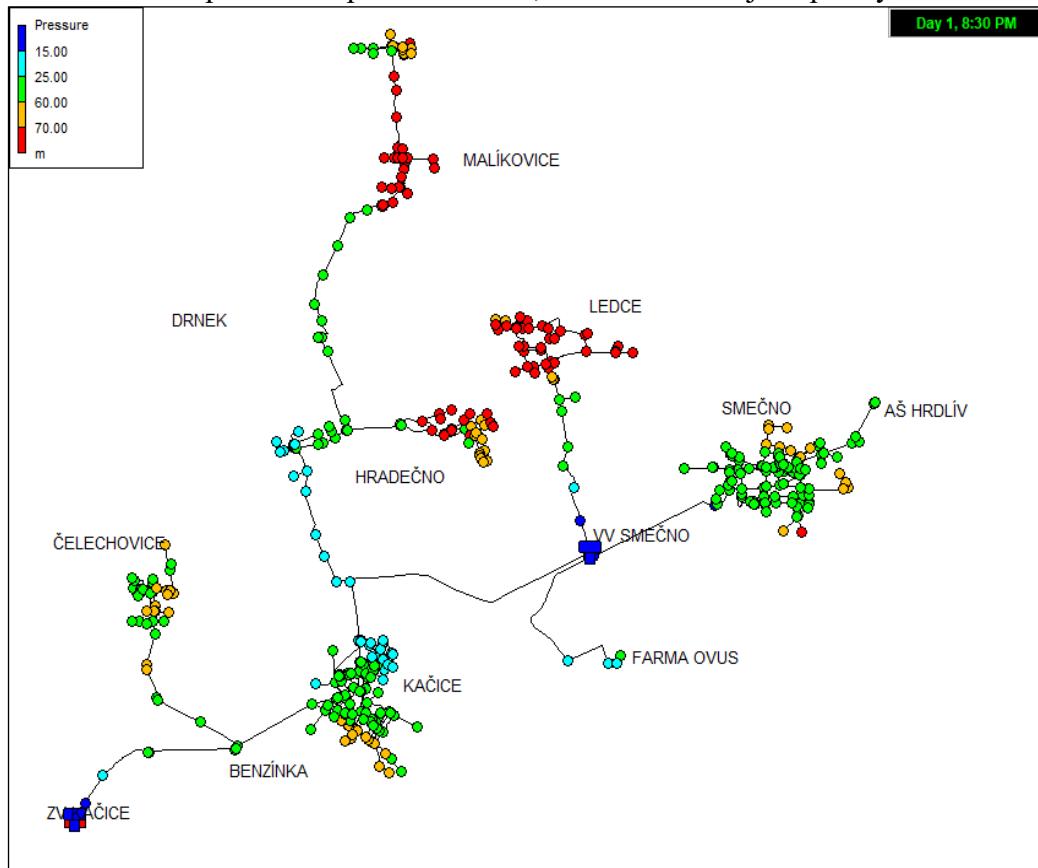 Pressure
15.00
25.00
60.00
70.00
m
Day 1, 8:30 PM
MALÍKOVICE
LEDCE
DRNEK
SMEČNO
AŠ HRDLÍV
HRADEČNO
VV SMEČNO
ČELECHOVICE
FARMA OVUS
KAČICE
BENZÍNKA